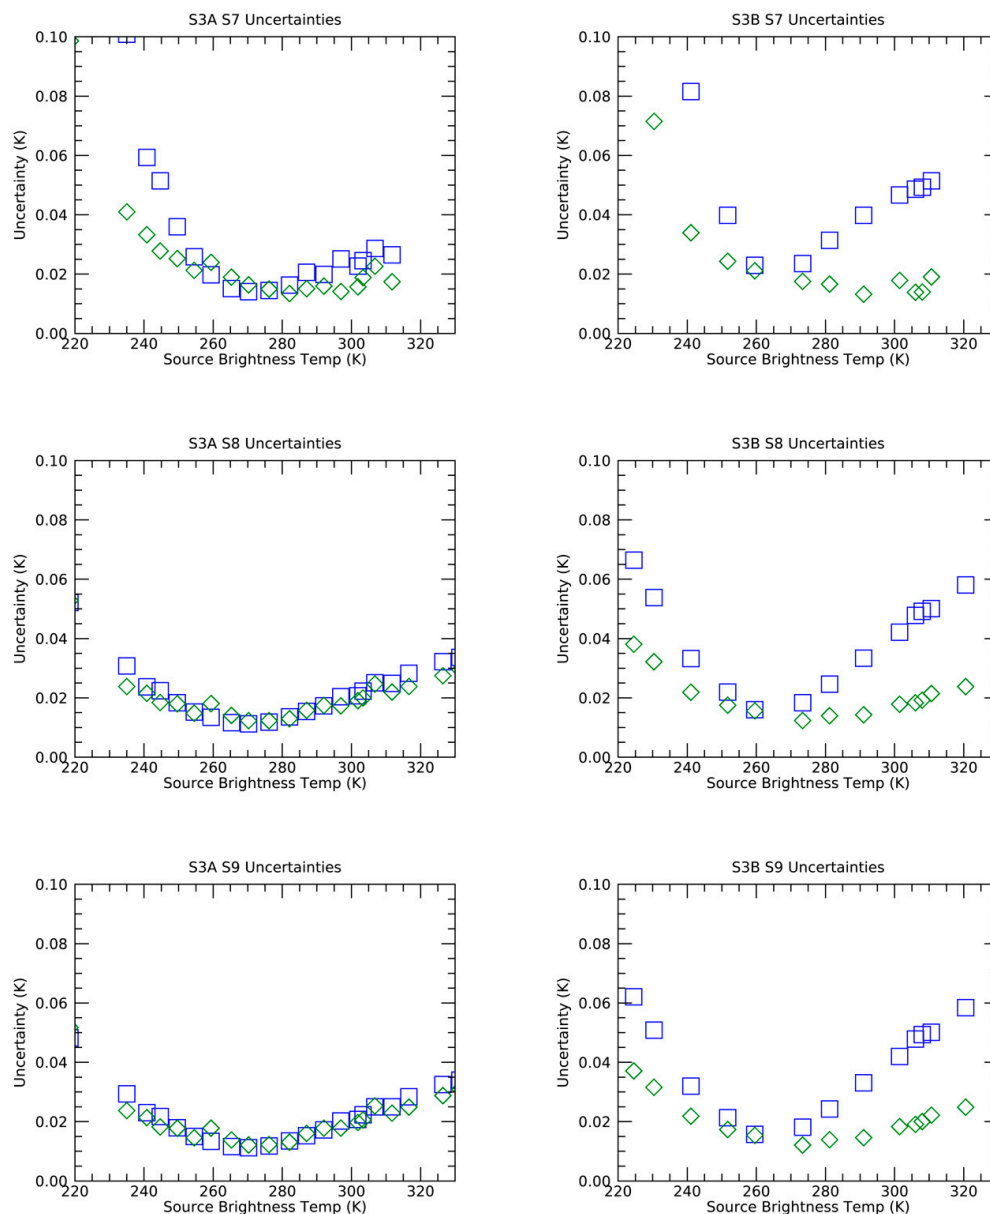 S3A S7 Uncertainties
0.10
0.08
0.06
0.04
0.02
0.00
Uncertainty (K)
220 240 260 280 300 320
Source Brightness Temp (K)
S3B S7 Uncertainties
0.10
0.08
0.06
0.04
0.02
0.00
Uncertainty (K)
220 240 260 280 300 320
Source Brightness Temp (K)
S3A S8 Uncertainties
0.10
0.08
0.06
0.04
0.02
0.00
Uncertainty (K)
220 240 260 280 300 320
Source Brightness Temp (K)
S3B S8 Uncertainties
0.10
0.08
0.06
0.04
0.02
0.00
Uncertainty (K)
220 240 260 280 300 320
Source Brightness Temp (K)
S3A S9 Uncertainties
0.10
0.08
0.06
0.04
0.02
0.00
Uncertainty (K)
220 240 260 280 300 320
Source Brightness Temp (K)
S3B S9 Uncertainties
0.10
0.08
0.06
0.04
0.02
0.00
Uncertainty (K)
220 240 260 280 300 320
Source Brightness Temp (K)